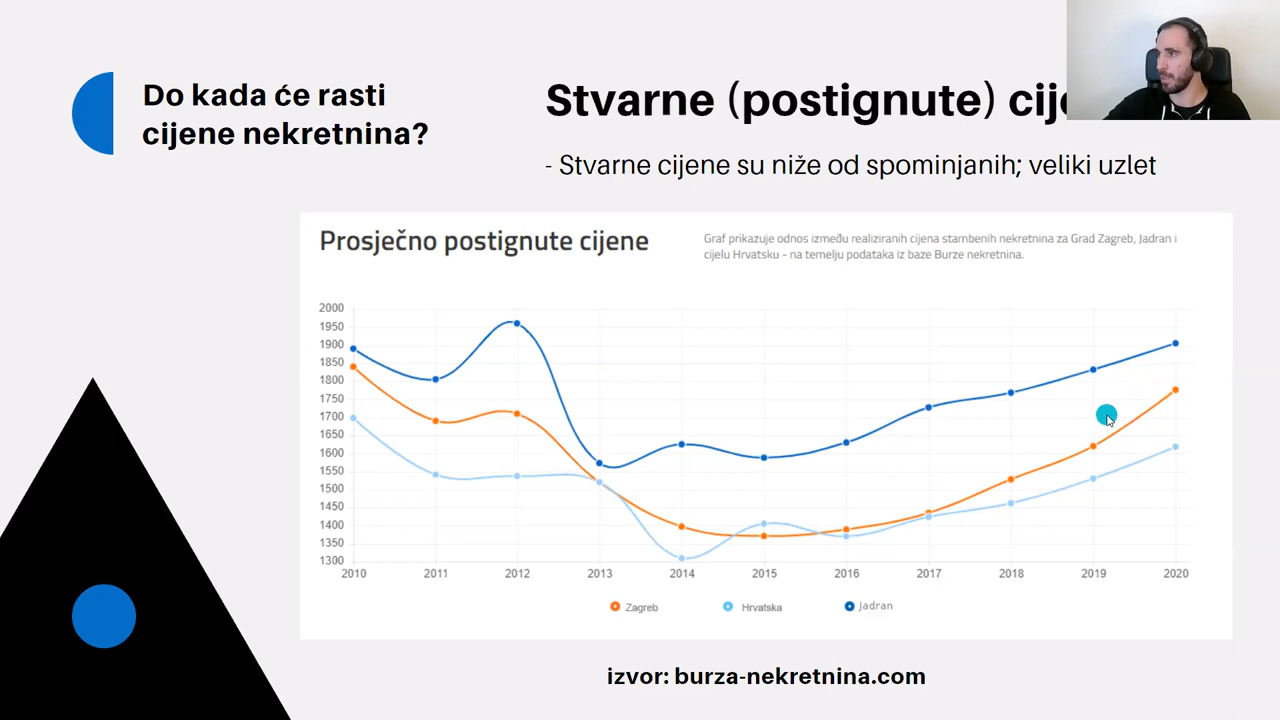 Do kada će rasti
cijene nekretnina?
Stvarne (postignute)
- Stvarne cijene su niže od spominjanih; veliki uzlet
Prosječno postignute cijene
Graf prikazuje odnos između realiziranih cijena stambenih nekretnina za Grad Zagreb, Jadran i
cijelu Hrvatsku - na temelju podataka iz baze Burze nekretnina.
2000
1950
1900
1850
1800
1750
1700
1650
1600
1550
1500
1450
1400
1350
1300
2010 2011 2012 2013 2014 2015 2016 2017 2018 2019 2020
Zagreb Hrvatska Jadran
izvor: burza-nekretnina.com